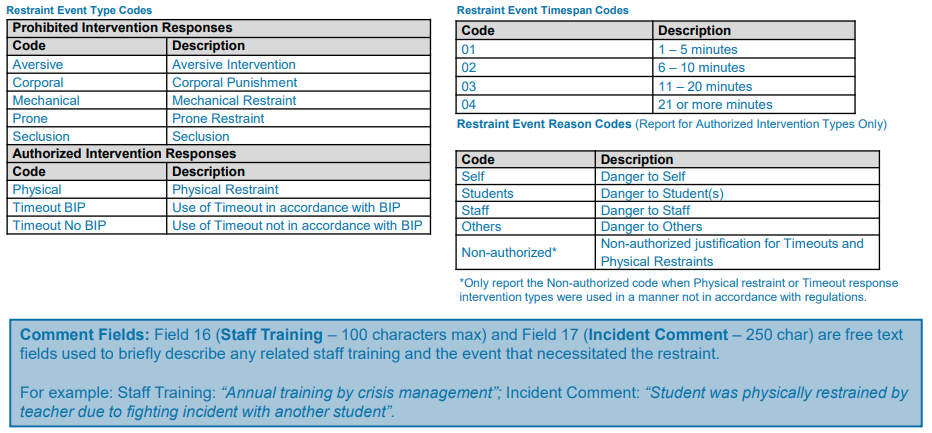 Restraint Event Type Codes
Prohibited Intervention Responses
Code Description
Aversive Aversive Intervention
Corporal Corporal Punishment
Mechanical Mechanical Restraint
Prone Prone Restraint
Seclusion Seclusion
Authorized Intervention Responses
Code Description
Physical Physical Restraint
Timeout BIP Use of Timeout in accordance with BIP
Timeout No BIP Use of Timeout not in accordance with BIP
Restraint Event Timespan Codes
Code Description
01 1 – 5 minutes
02 6 – 10 minutes
03 11 – 20 minutes
04 21 or more minutes
Restraint Event Reason Codes (Report for Authorized Intervention Types Only)
Code Description
Self Danger to Self
Students Danger to Student(s)
Staff Danger to Staff
Others Danger to Others
Non-authorized* Non-authorized justification for Timeouts and
Physical Restraints
*Only report the Non-authorized code when Physical restraint or Timeout response
intervention types were used in a manner not in accordance with regulations.
Comment Fields: Field 16 (Staff Training – 100 characters max) and Field 17 (Incident Comment – 250 char) are free text
fields used to briefly describe any related staff training and the event that necessitated the restraint.
For example: Staff Training: “Annual training by crisis management”; Incident Comment: “Student was physically restrained by
teacher due to fighting incident with another student”.